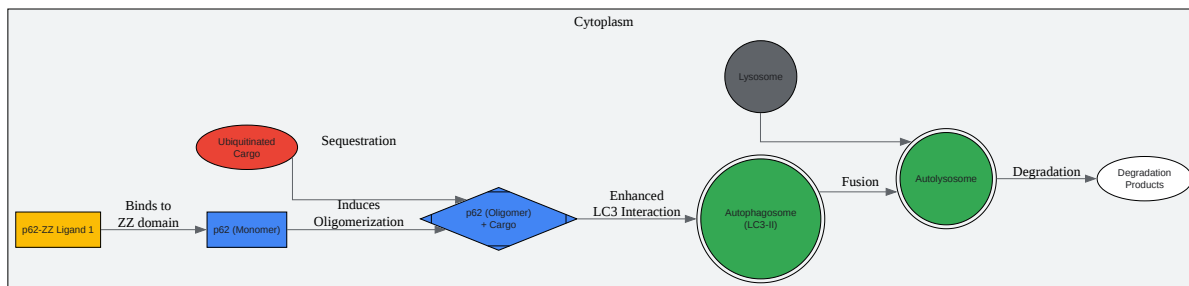 Cytoplasm
Lysosome
Ubiquitinated
Cargo
Sequestration
p62-ZZ Ligand 1
Binds to
ZZ domain
p62 (Monomer)
Induces
Oligomerization
p62 (Oligomer)
+ Cargo
Enhanced
LC3 Interaction
Autophagosome
(LC3-II)
Fusion
Autolysosome
Degradation
Degradation
Products